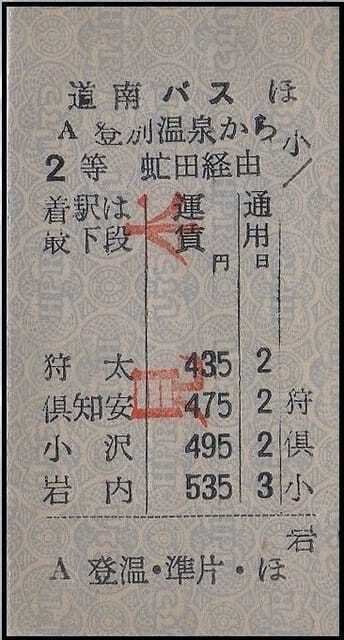 道南バス ほ
A 登別温泉から 小
2等 虻田経由
着駅は 運賃 通用
最下段 円 日
狩太 435 2
倶知安 475 2 狩
小沢 495 2 倶
岩内 535 3 小
岩
A 登温・準片・ほ